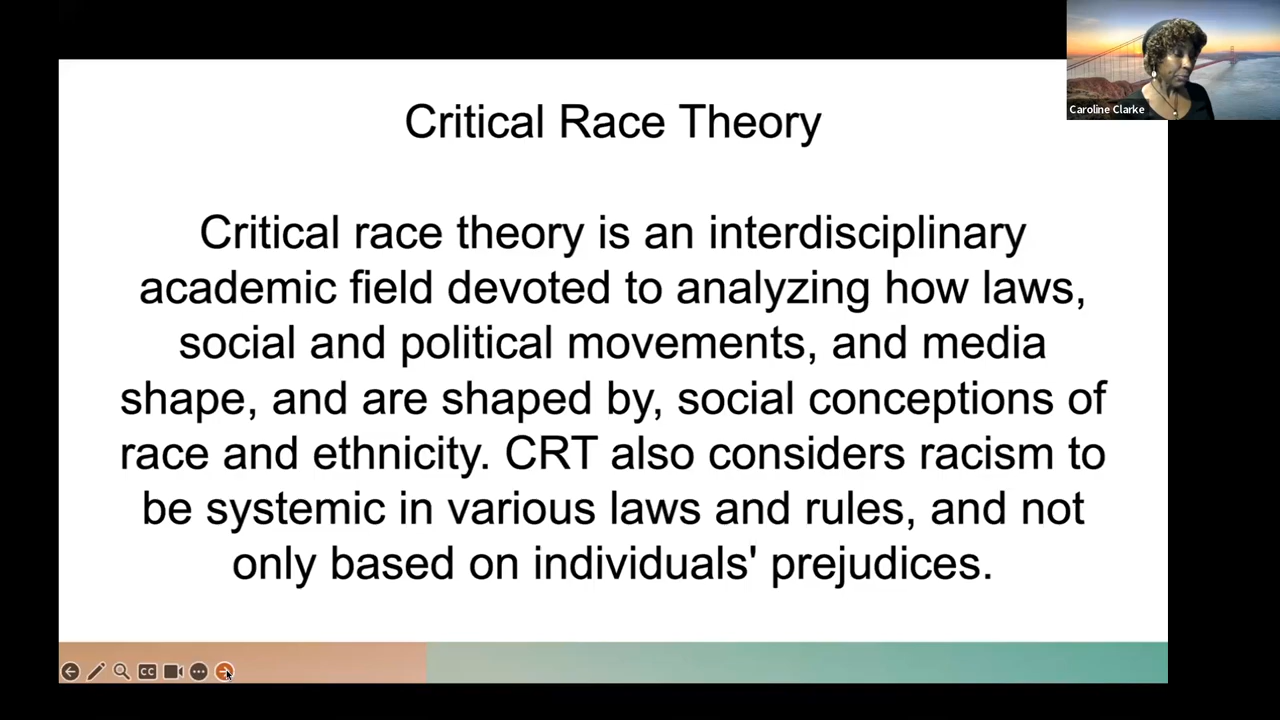 Caroline Clarke
Critical Race Theory
Critical race theory is an interdisciplinary
academic field devoted to analyzing how laws,
social and political movements, and media
shape, and are shaped by, social conceptions of
race and ethnicity. CRT also considers racism to
be systemic in various laws and rules, and not
only based on individuals' prejudices.
CC